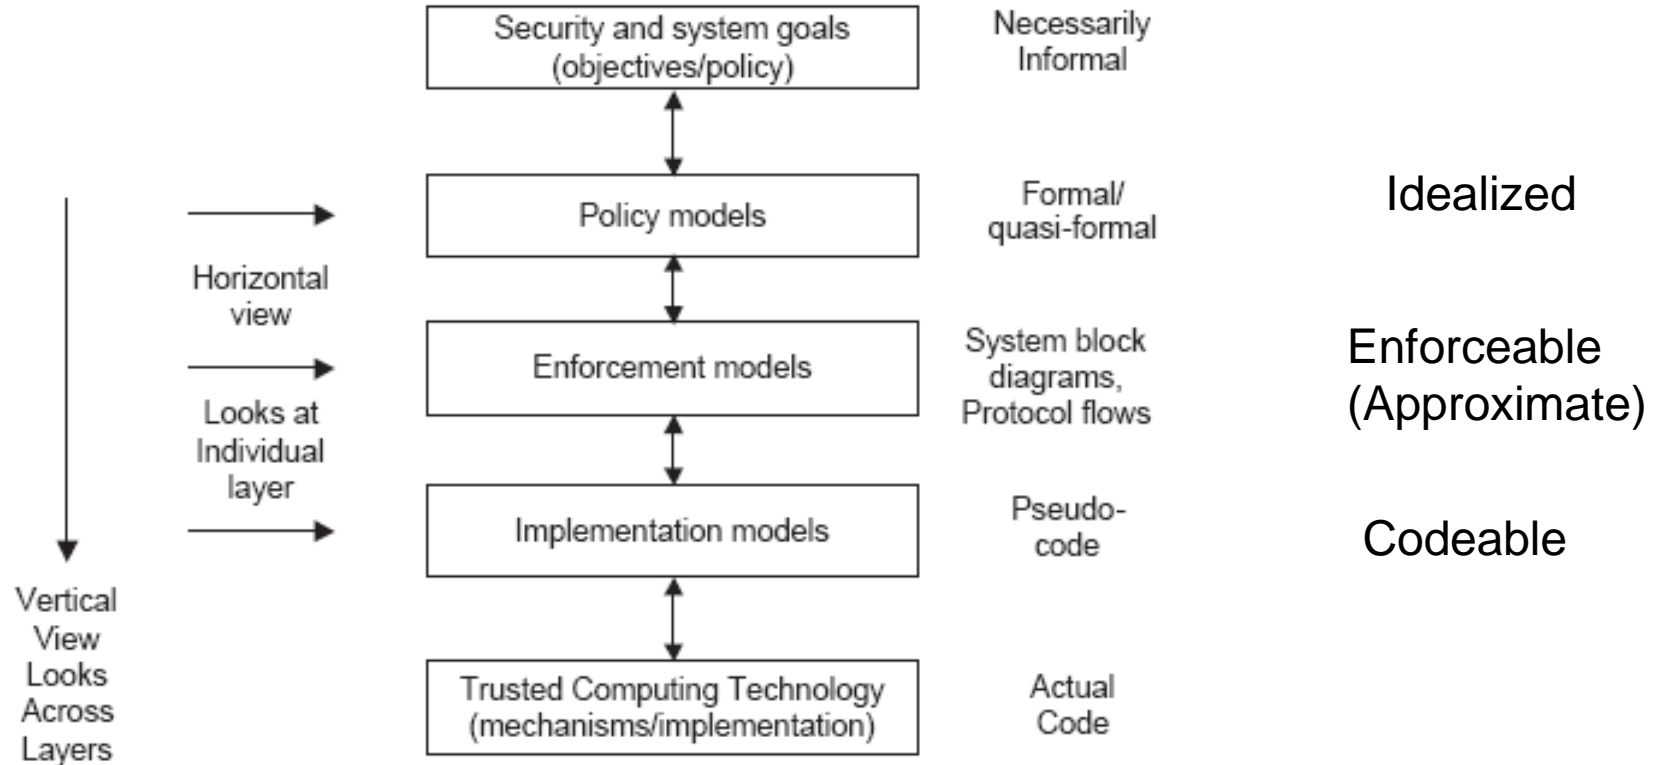 Security and system goals
(objectives/policy)
Necessarily
Informal
Policy models
Formal/
quasi-formal
Idealized
Horizontal
view
Enforcement models
System block
diagrams,
Protocol flows
Enforceable
(Approximate)
Looks at
Individual
layer
Implementation models
Pseudo-
code
Codeable
Vertical
View
Looks
Across
Layers
Trusted Computing Technology
(mechanisms/implementation)
Actual
Code